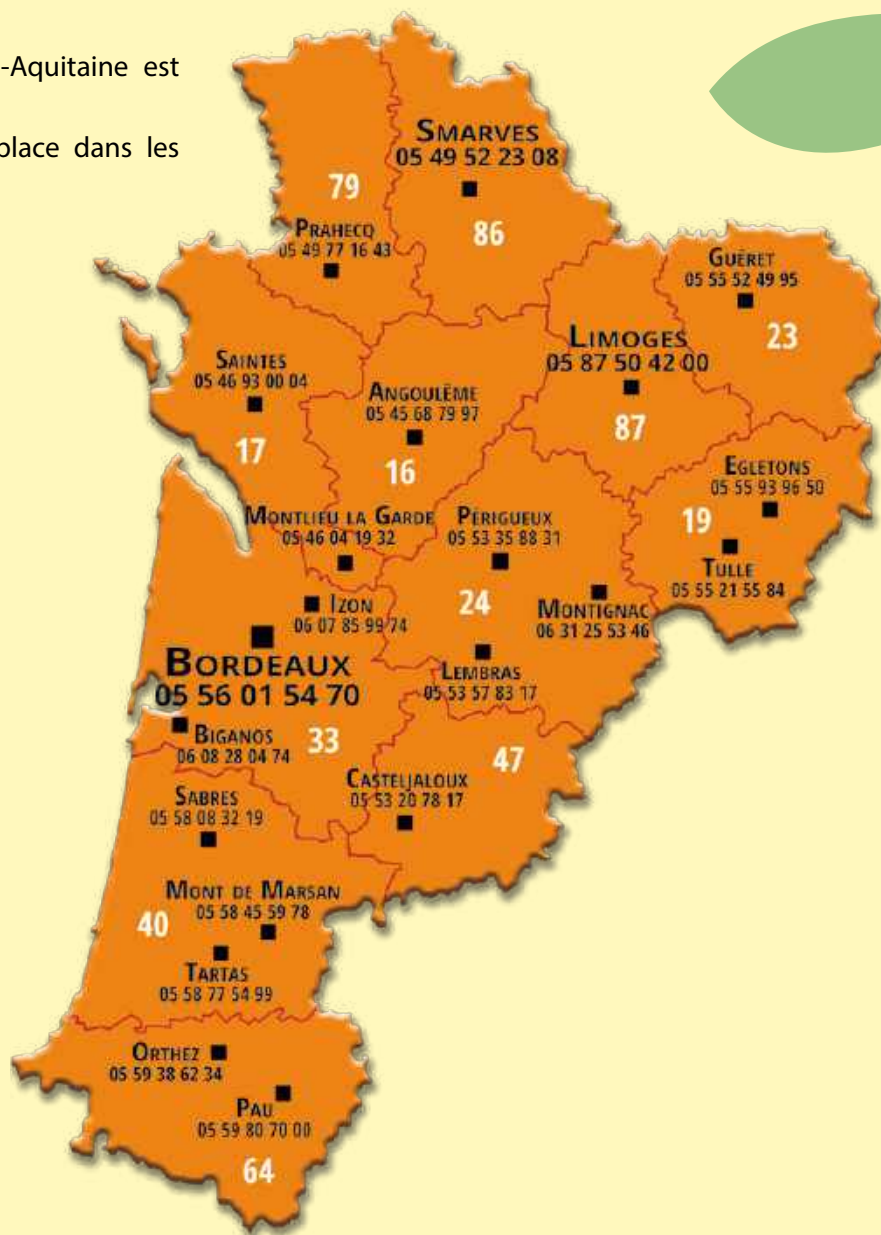 -Aquitaine est
place dans les
SMARVES
05 49 52 23 08
79
PRAHECQ
05 49 77 16 43
86
GUÉRET
05 55 52 49 95
23
LIMOGES
05 87 50 42 00
87
SAINTES
05 46 93 00 04
17
ANGOULÊME
05 45 68 79 97
16
EGLETONS
05 55 93 96 50
19
TULLE
05 55 21 55 84
MONTLIEU LA GARDE
05 46 04 19 32
PÉRIGUEUX
05 53 35 88 31
24
MONTIGNAC
06 31 25 53 46
IZON
06 07 85 99 74
BORDEAUX
05 56 01 54 70
LEMBRAS
05 53 57 83 17
BIGANOS
06 08 28 04 74
33
47
CASTELJALOUX
05 53 20 78 17
SABRES
05 58 08 32 19
MONT DE MARSAN
05 58 45 59 78
40
TARTAS
05 58 77 54 99
ORTHEZ
05 59 38 62 34
PAU
05 59 80 70 00
64